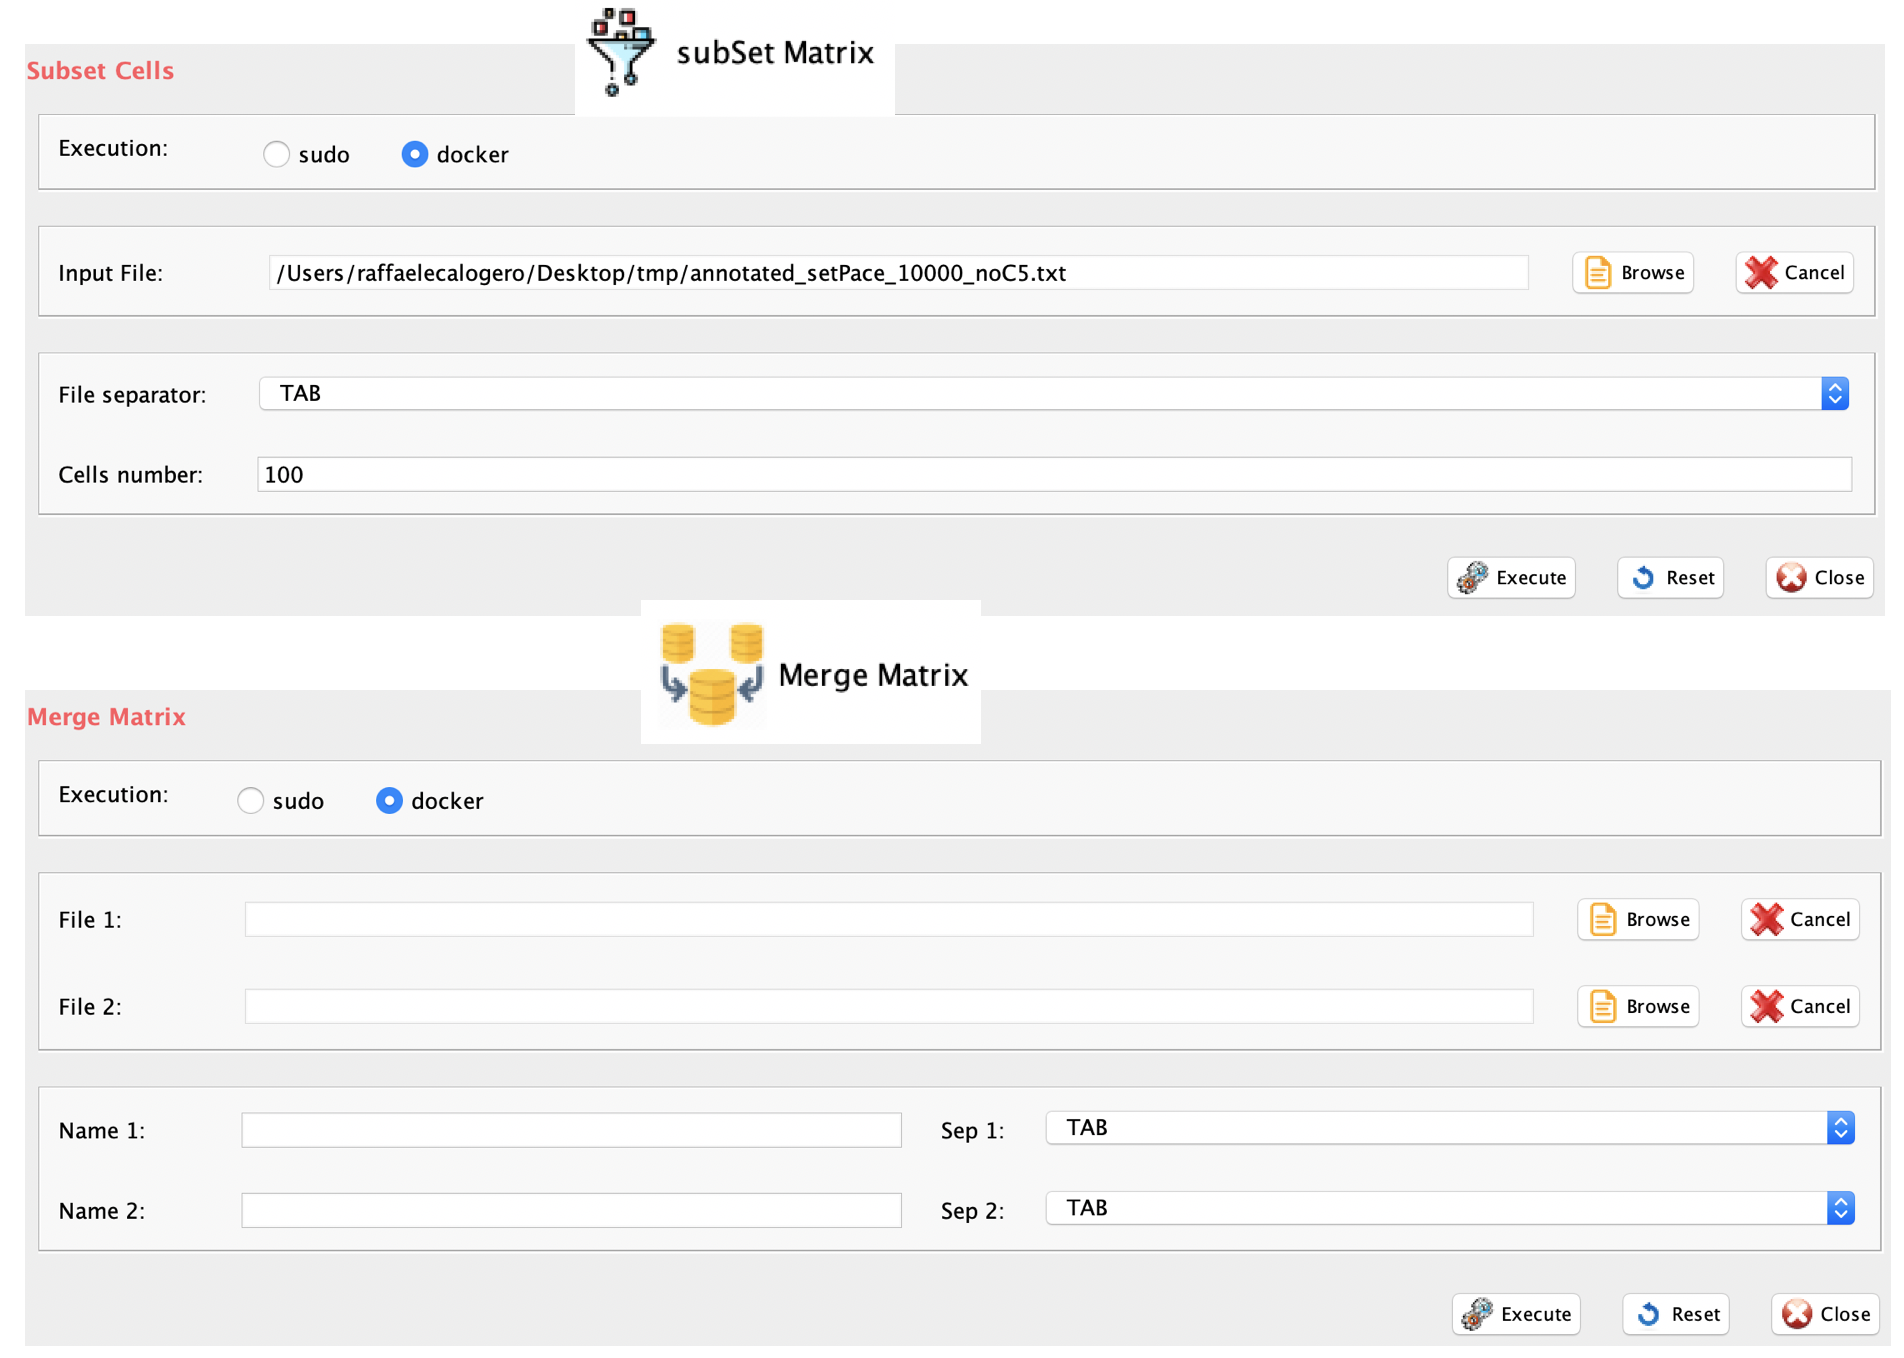 subSet Matrix
Subset Cells
Execution: sudo docker
Input File: /Users/raffaelecalogero/Desktop/tmp/annotated_setPace_10000_noC5.txt Browse Cancel
File separator: TAB
Cells number: 100
Execute Reset Close
Merge Matrix
Merge Matrix
Execution: sudo docker
File 1: Browse Cancel
File 2: Browse Cancel
Name 1: Sep 1: TAB
Name 2: Sep 2: TAB
Execute Reset Close